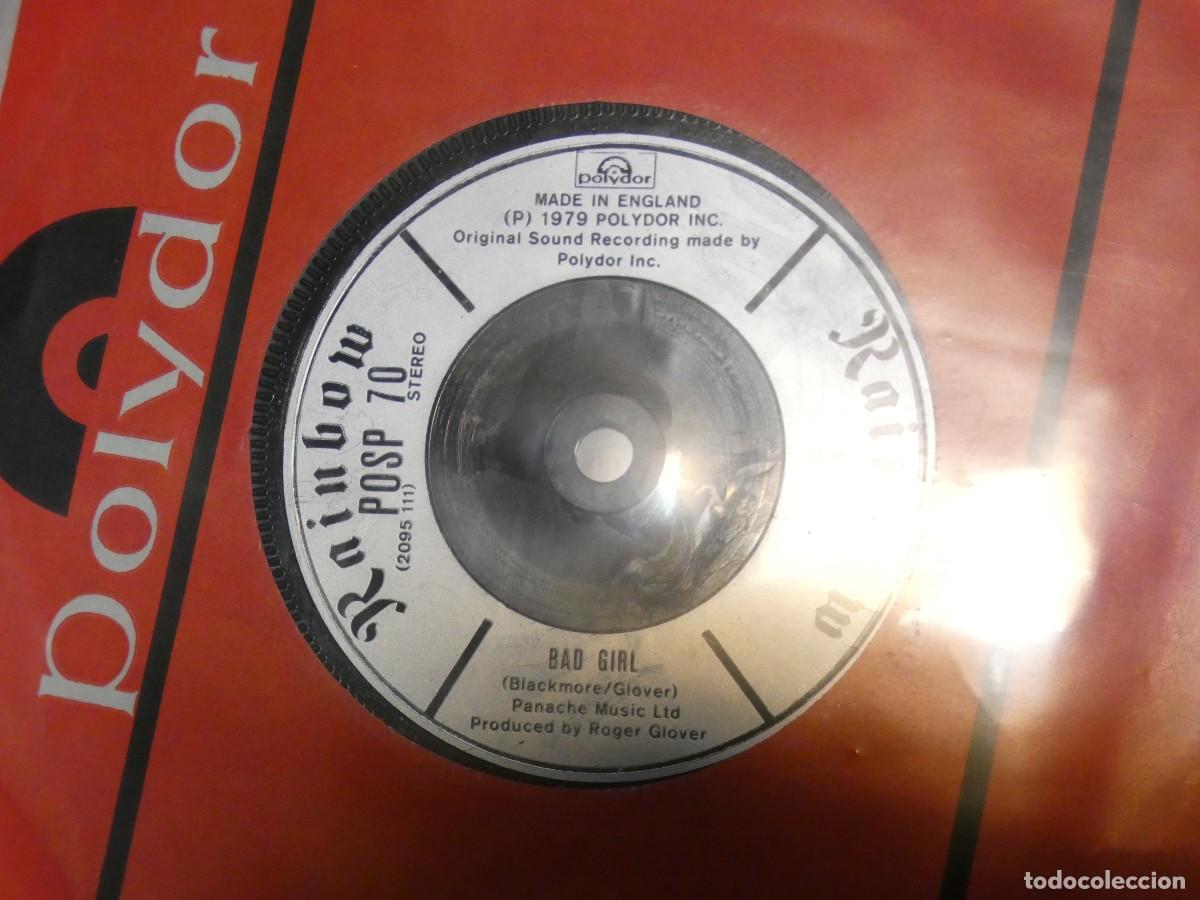 polydor
polydor
MADE IN ENGLAND
(P) 1979 POLYDOR INC.
Original Sound Recording made by
Polydor Inc.
Rainbow
POSP 70
STEREO
(2095 111)
Rai
w
BAD GIRL
(Blackmore/Glover)
Panache Music Ltd
Produced by Roger Glover
todocoleccion